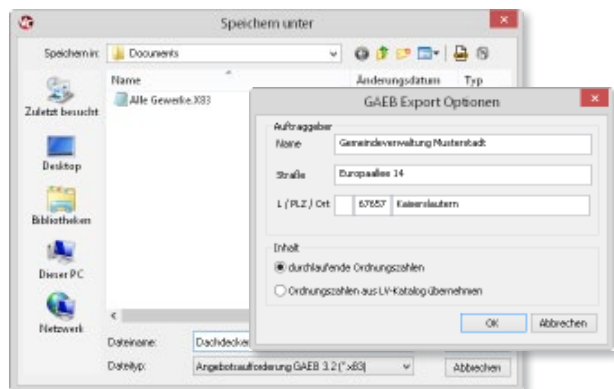 Speichern unter
Speichern in:
Documents
Name
Änderungsdatum
Typ
Alle Gewerke.X83
Zuletzt besucht
Desktop
Bibliotheken
Dieser PC
Netzwerk
Dateiname:
Dachdecker
Dateityp:
Angebotsaufforderung GAEB 3.2 (*.x83)
Abbrechen
GAEB Export Optionen
Auftraggeber
Name
Gemeindeverwaltung Musterstadt
Straße
Europaallee 14
L / PLZ / Ort
67657
Kaiserslautern
Inhalt
durchlaufende Ordnungszahlen
Ordnungszahlen aus LV-Katalog übernehmen
OK
Abbrechen